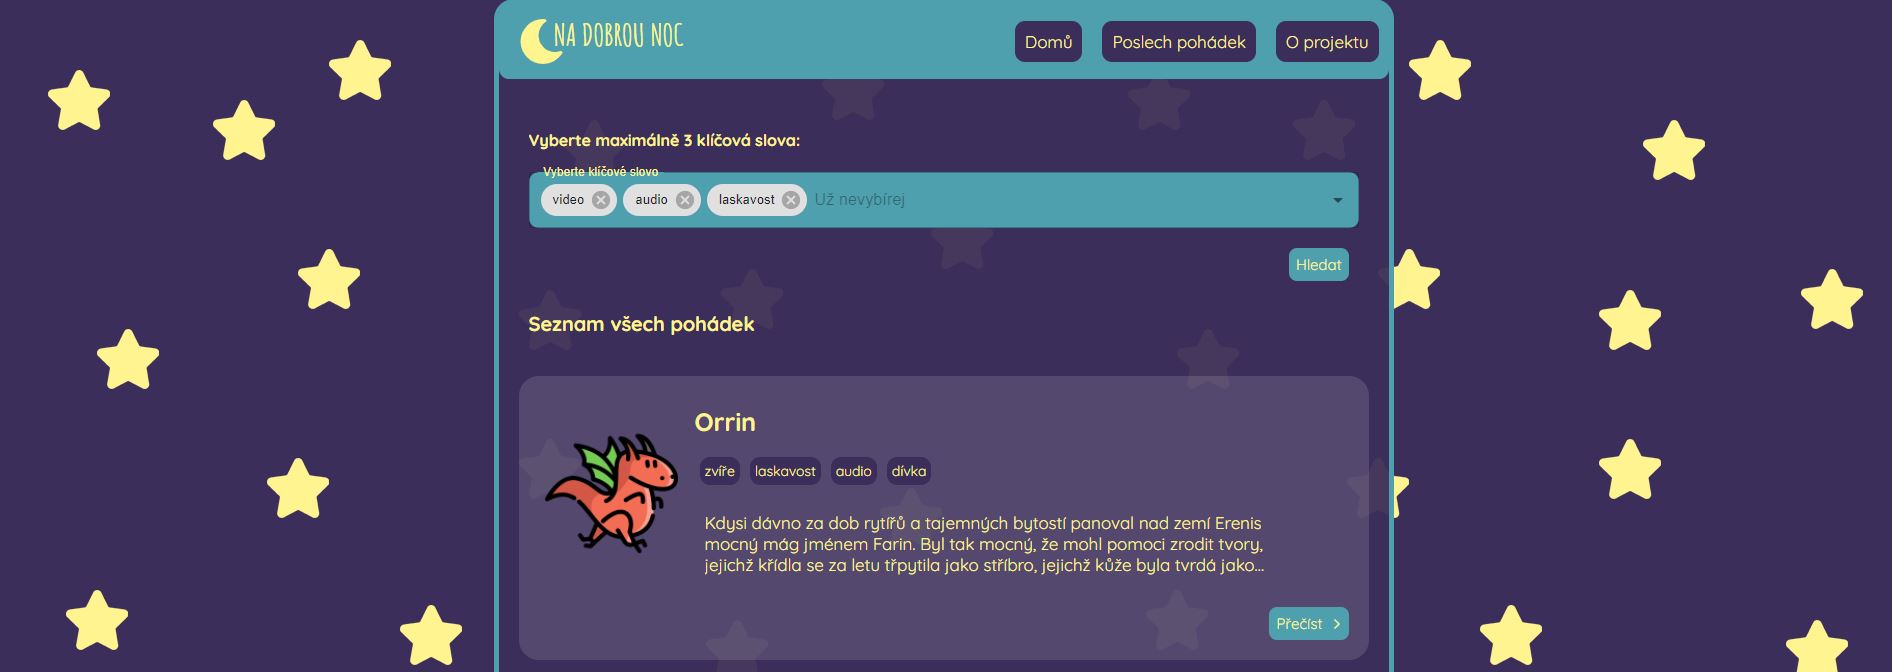 NA DOBROU NOC
Domů
Poslech pohádek
O projektu
Vyberte maximálně 3 klíčová slova:
Vyberte klíčové slovo
video
audio
laskavost
Už nevybírej
Hledat
Seznam všech pohádek
Orrin
zvíře
laskavost
audio
dívka
Kdysi dávno za dob rytířů a tajemných bytostí panoval nad zemí Erenis
mocný mág jménem Farin. Byl tak mocný, že mohl pomoci zrodit tvory,
jejichž křídla se za letu třpytila jako stříbro, jejichž kůže byla tvrdá jako...
Přečíst